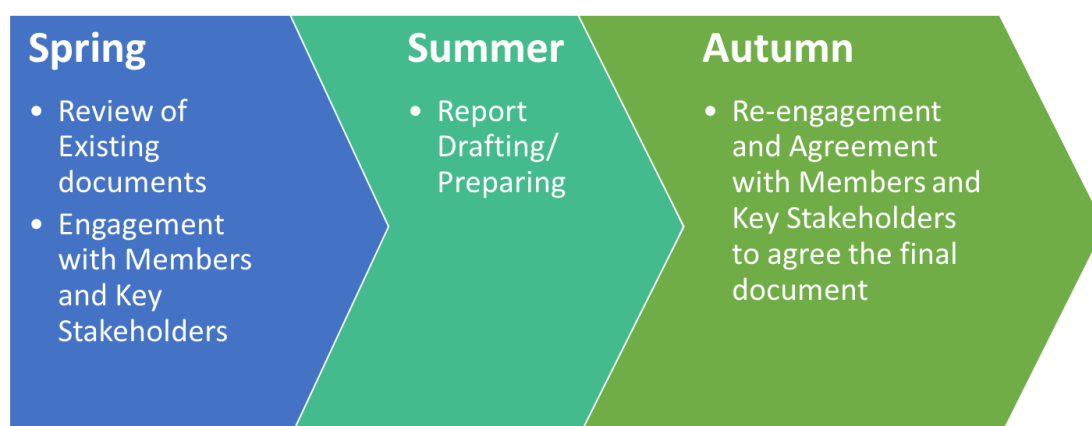 Spring
• Review of
Existing
documents
• Engagement
with Members
and Key
Stakeholders
Summer
• Report
Drafting/
Preparing
Autumn
• Re-engagement
and Agreement
with Members and
Key Stakeholders
to agree the final
document